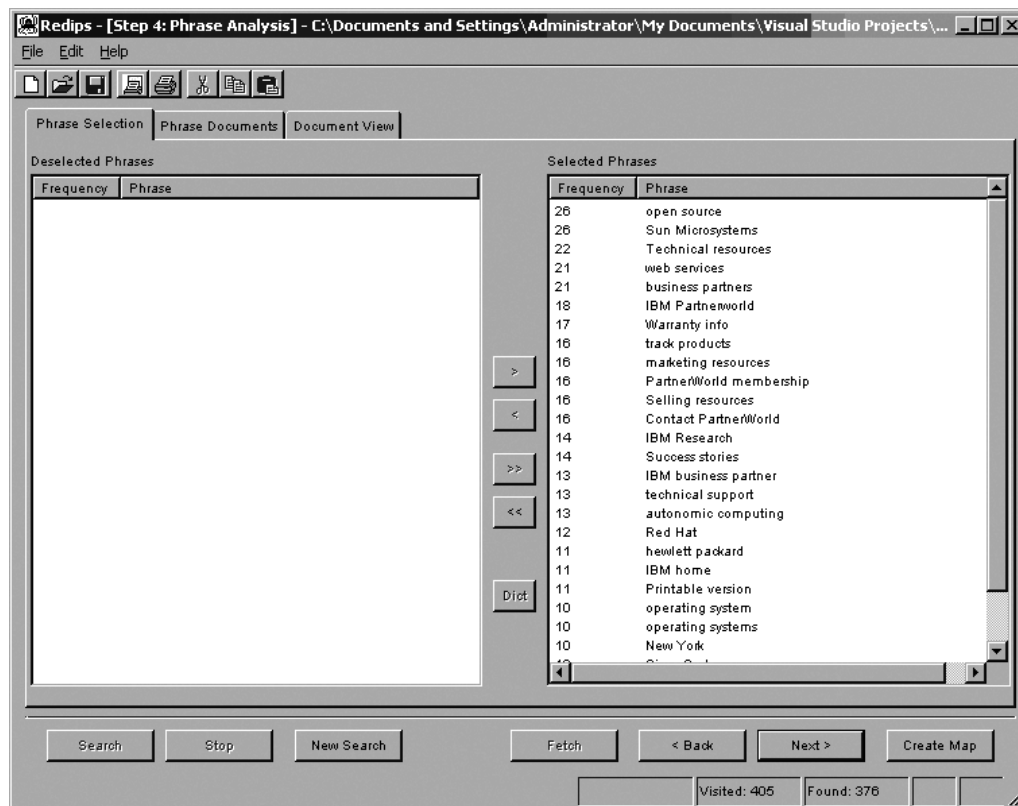 Redips - [Step 4: Phrase Analysis] - C:\Documents and Settings\Administrator\My Documents\Visual Studio Projects\...
File Edit Help
Phrase Selection Phrase Documents Document View
Deselected Phrases
Frequency Phrase
Selected Phrases
Frequency Phrase
26 open source
26 Sun Microsystems
22 Technical resources
21 web services
21 business partners
18 IBM Partnerworld
17 Warranty info
16 track products
16 marketing resources
16 PartnerWorld membership
16 Selling resources
16 Contact PartnerWorld
14 IBM Research
14 Success stories
13 IBM business partner
13 technical support
13 autonomic computing
12 Red Hat
11 hewlett packard
11 IBM home
11 Printable version
10 operating system
10 operating systems
10 New York
>
<
>>
<<
Dict
Search Stop New Search Fetch < Back Next > Create Map
Visited: 405 Found: 376